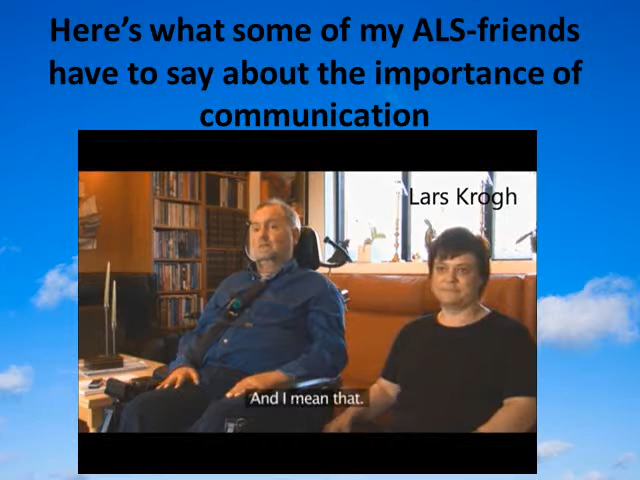 Here’s what some of my ALS-friends
have to say about the importance of
communication
Lars Krogh
And I mean that.